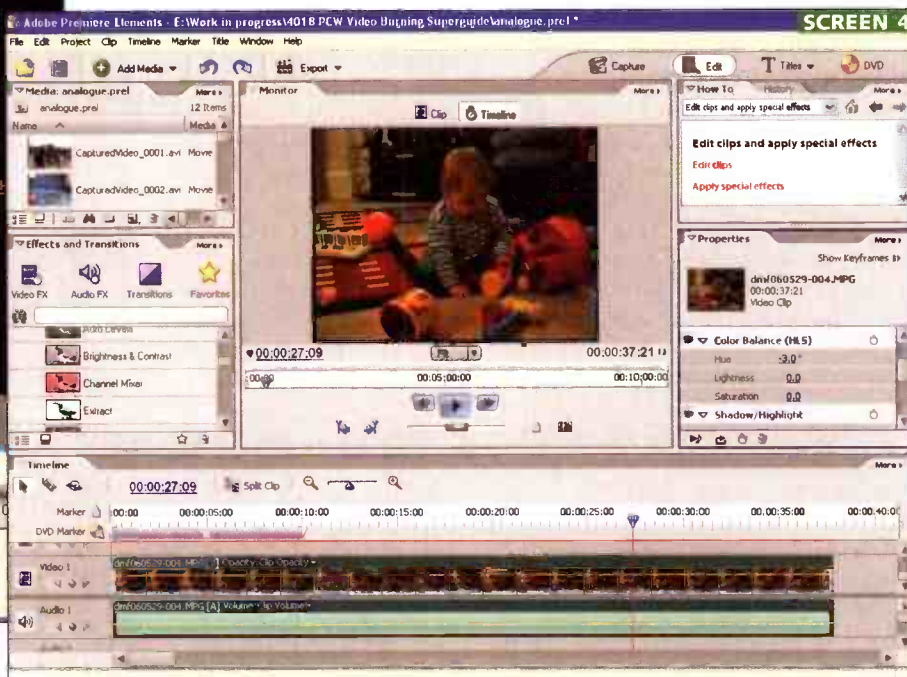 Adobe Premiere Elements - E:\Work in progress\401B PCW Video Burning Superguide\analogue.prel *
SCREEN 4
File Edit Project Clip Timeline Marker Title Window Help
Add Media Export Capture Edit Titles DVD
Media: analogue.prel More
analogue.prel 12 Items
Name Media
CapturedVideo_0001.avi Movie
CapturedVideo_0002.avi Movie
Monitor More
Clip Timeline
How To History More
Edit clips and apply special effects
Edit clips and apply special effects
Edit clips
Apply special effects
Effects and Transitions More
Video FX Audio FX Transitions Favorites
Auto Levels
Brightness & Contrast
Channel Mixer
Extract
00:00:27:09 00:00:37:21
00:00 00:05:00:00 00:10:00:00
Properties More
Show Keyframes
dmf060529-004.MPG
00:00:37:21
Video Clip
Color Balance (HLS)
Hue -3.0 °
Lightness 0.0
Saturation 0.0
Shadow/Highlight
Timeline More
00:00:27:09 Split Clip
Marker :00:00 00:00:05:00 00:00:10:00 00:00:15:00 00:00:20:00 00:00:25:00 00:00:30:00 00:00:35:00 00:00:40:0
DVD Marker
Video 1 dmf060529-004.MPG [V] Opacity:Clip Opacity
Audio 1 dmf060529-004.MPG [A] Volume:Clip Volume